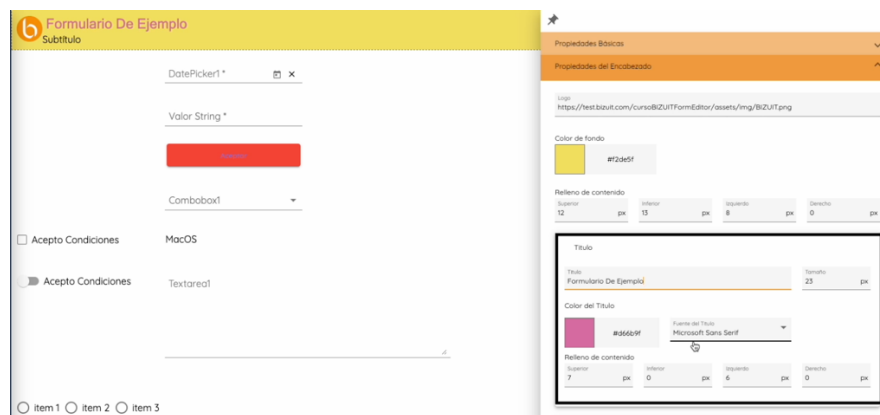 Formulario De Ejemplo
Subtítulo
DatePicker1 *
Valor String *
Combobox1
Acepto Condiciones
MacOS
Acepto Condiciones
Textarea1
item 1 item 2 item 3
Propiedades Básicas
Propiedades del Encabezado
Logo
https://test.bizuit.com/cursoBIZUITFormEditor/assets/img/BIZUIT.png
Color de fondo
#f2de5f
Relleno de contenido
Superior Inferior Izquierdo Derecho
12 px 13 px 8 px 0 px
Titulo
Titulo Tamaño
Formulario De Ejemplo 23 px
Color del Titulo
#d66b9f
Fuente del Titulo
Microsoft Sans Serif
Relleno de contenido
Superior Inferior Izquierdo Derecho
7 px 0 px 6 px 0 px